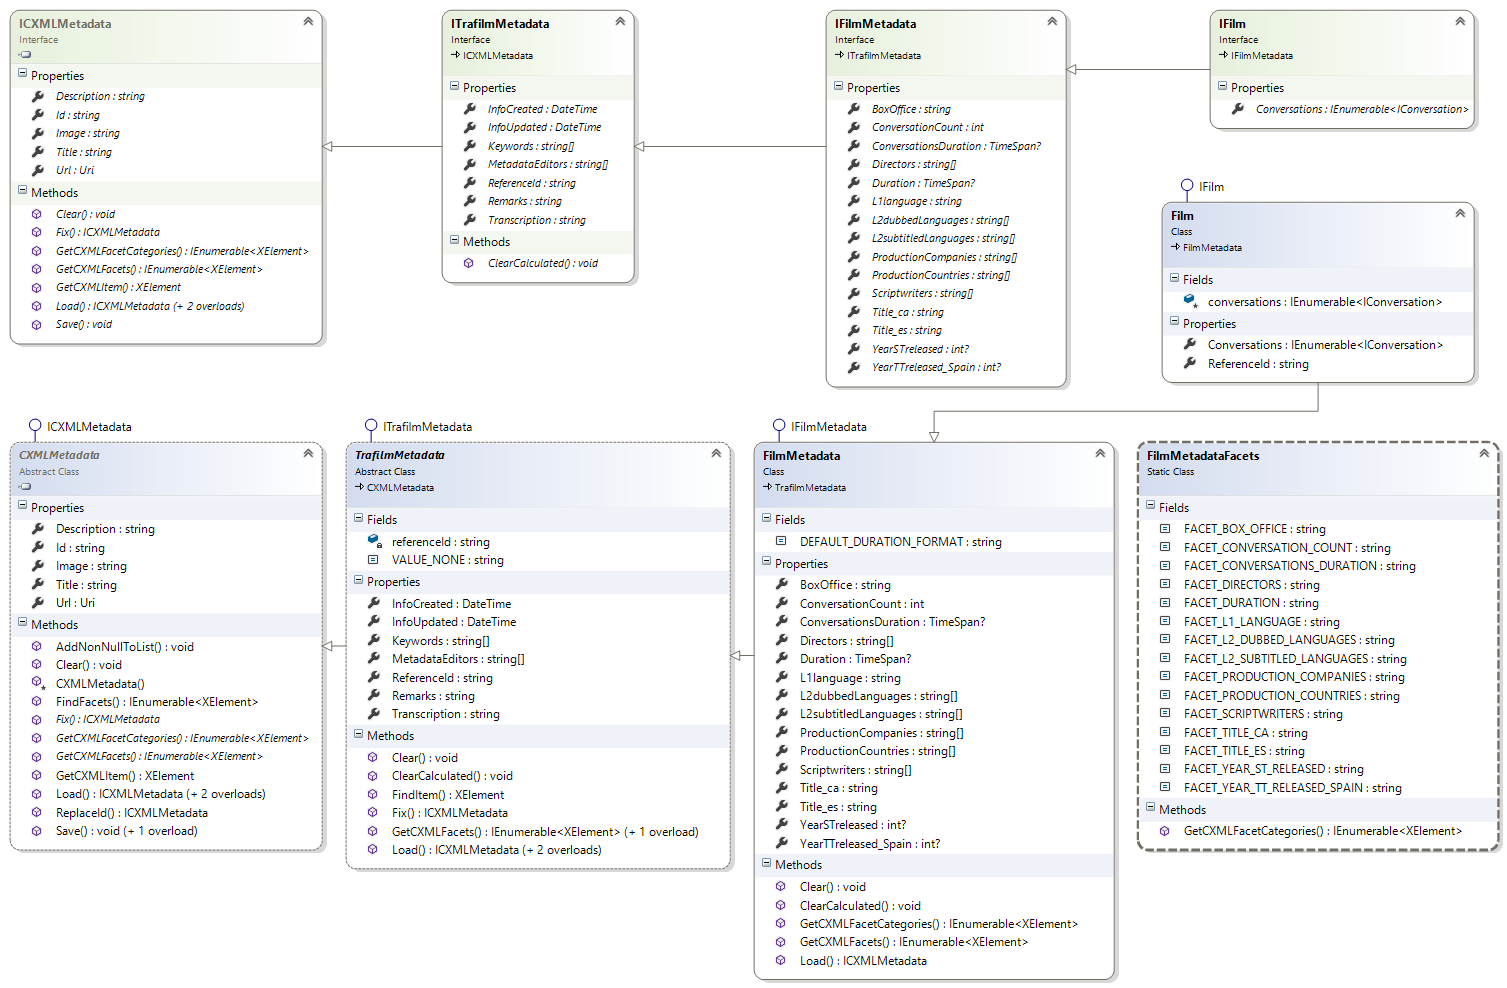 ICXMLMetadata
Interface
Properties
Description : string
Id : string
Image : string
Title : string
Url : Uri
Methods
Clear() : void
Fix() : ICXMLMetadata
GetCXMLFacetCategories() : IEnumerable<XElement>
GetCXMLFacets() : IEnumerable<XElement>
GetCXMLItem() : XElement
Load() : ICXMLMetadata (+ 2 overloads)
Save() : void
ITrafilmMetadata
Interface
ICXMLMetadata
Properties
InfoCreated : DateTime
InfoUpdated : DateTime
Keywords : string[]
MetadataEditors : string[]
ReferenceId : string
Remarks : string
Transcription : string
Methods
ClearCalculated() : void
IFilmMetadata
Interface
ITrafilmMetadata
Properties
BoxOffice : string
ConversationCount : int
ConversationsDuration : TimeSpan?
Directors : string[]
Duration : TimeSpan?
L1language : string
L2dubbedLanguages : string[]
L2subtitledLanguages : string[]
ProductionCompanies : string[]
ProductionCountries : string[]
Scriptwriters : string[]
Title_ca : string
Title_es : string
YearSTreleased : int?
YearTTreleased_Spain : int?
IFilm
Interface
IFilmMetadata
Properties
Conversations : IEnumerable<IConversation>
IFilm
Film
Class
FilmMetadata
Fields
conversations : IEnumerable<IConversation>
Properties
Conversations : IEnumerable<IConversation>
ReferenceId : string
ICXMLMetadata
CXMLMetadata
Abstract Class
Properties
Description : string
Id : string
Image : string
Title : string
Url : Uri
Methods
AddNonNullToList() : void
Clear() : void
CXMLMetadata()
FindFacets() : IEnumerable<XElement>
Fix() : ICXMLMetadata
GetCXMLFacetCategories() : IEnumerable<XElement>
GetCXMLFacets() : IEnumerable<XElement>
GetCXMLItem() : XElement
Load() : ICXMLMetadata (+ 2 overloads)
ReplaceId() : ICXMLMetadata
Save() : void (+ 1 overload)
ITrafilmMetadata
TrafilmMetadata
Abstract Class
CXMLMetadata
Fields
referenceId : string
VALUE_NONE : string
Properties
InfoCreated : DateTime
InfoUpdated : DateTime
Keywords : string[]
MetadataEditors : string[]
ReferenceId : string
Remarks : string
Transcription : string
Methods
Clear() : void
ClearCalculated() : void
FindItem() : XElement
Fix() : ICXMLMetadata
GetCXMLFacets() : IEnumerable<XElement> (+ 1 overload)
Load() : ICXMLMetadata (+ 2 overloads)
IFilmMetadata
FilmMetadata
Class
TrafilmMetadata
Fields
DEFAULT_DURATION_FORMAT : string
Properties
BoxOffice : string
ConversationCount : int
ConversationsDuration : TimeSpan?
Directors : string[]
Duration : TimeSpan?
L1language : string
L2dubbedLanguages : string[]
L2subtitledLanguages : string[]
ProductionCompanies : string[]
ProductionCountries : string[]
Scriptwriters : string[]
Title_ca : string
Title_es : string
YearSTreleased : int?
YearTTreleased_Spain : int?
Methods
Clear() : void
ClearCalculated() : void
GetCXMLFacetCategories() : IEnumerable<XElement>
GetCXMLFacets() : IEnumerable<XElement>
Load() : ICXMLMetadata
FilmMetadataFacets
Static Class
Fields
FACET_BOX_OFFICE : string
FACET_CONVERSATION_COUNT : string
FACET_CONVERSATIONS_DURATION : string
FACET_DIRECTORS : string
FACET_DURATION : string
FACET_L1_LANGUAGE : string
FACET_L2_DUBBED_LANGUAGES : string
FACET_L2_SUBTITLED_LANGUAGES : string
FACET_PRODUCTION_COMPANIES : string
FACET_PRODUCTION_COUNTRIES : string
FACET_SCRIPTWRITERS : string
FACET_TITLE_CA : string
FACET_TITLE_ES : string
FACET_YEAR_ST_RELEASED : string
FACET_YEAR_TT_RELEASED_SPAIN : string
Methods
GetCXMLFacetCategories() : IEnumerable<XElement>